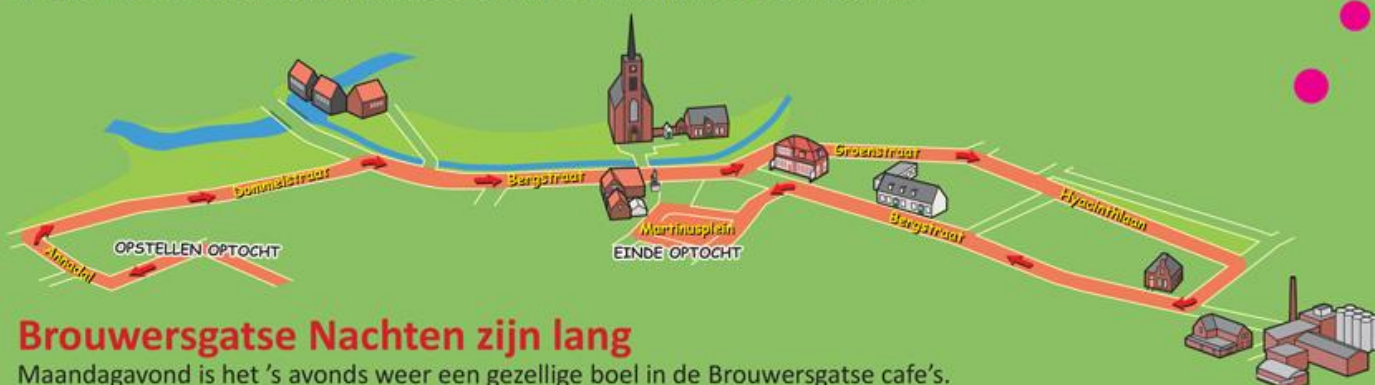 Groenstraat
Dommelstraat
Bergstraat
Hyacinthlaan
Martinusplein
Bergstraat
Annadal
OPSTELLEN OPTOCHT
EINDE OPTOCHT
Brouwersgatse Nachten zijn lang
Maandagavond is het 's avonds weer een gezellige boel in de Brouwersgatse cafe's.